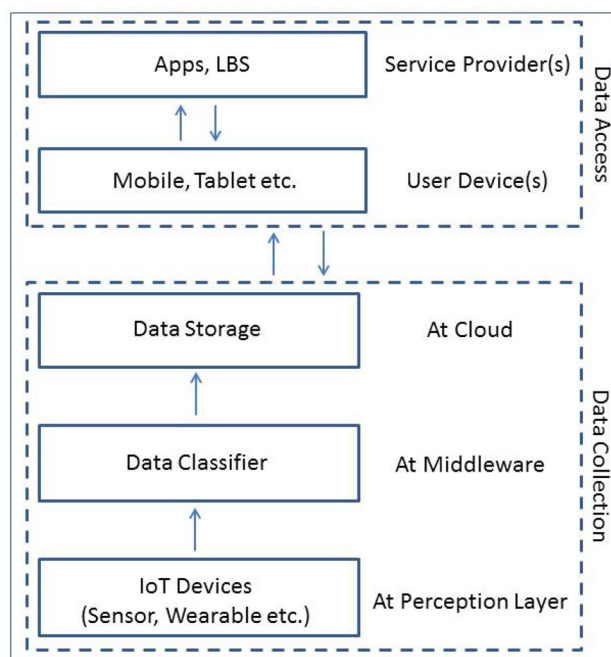 Apps, LBS
Service Provider(s)
Mobile, Tablet etc.
User Device(s)
Data Access
Data Storage
At Cloud
Data Classifier
At Middleware
IoT Devices
(Sensor, Wearable etc.)
At Perception Layer
Data Collection